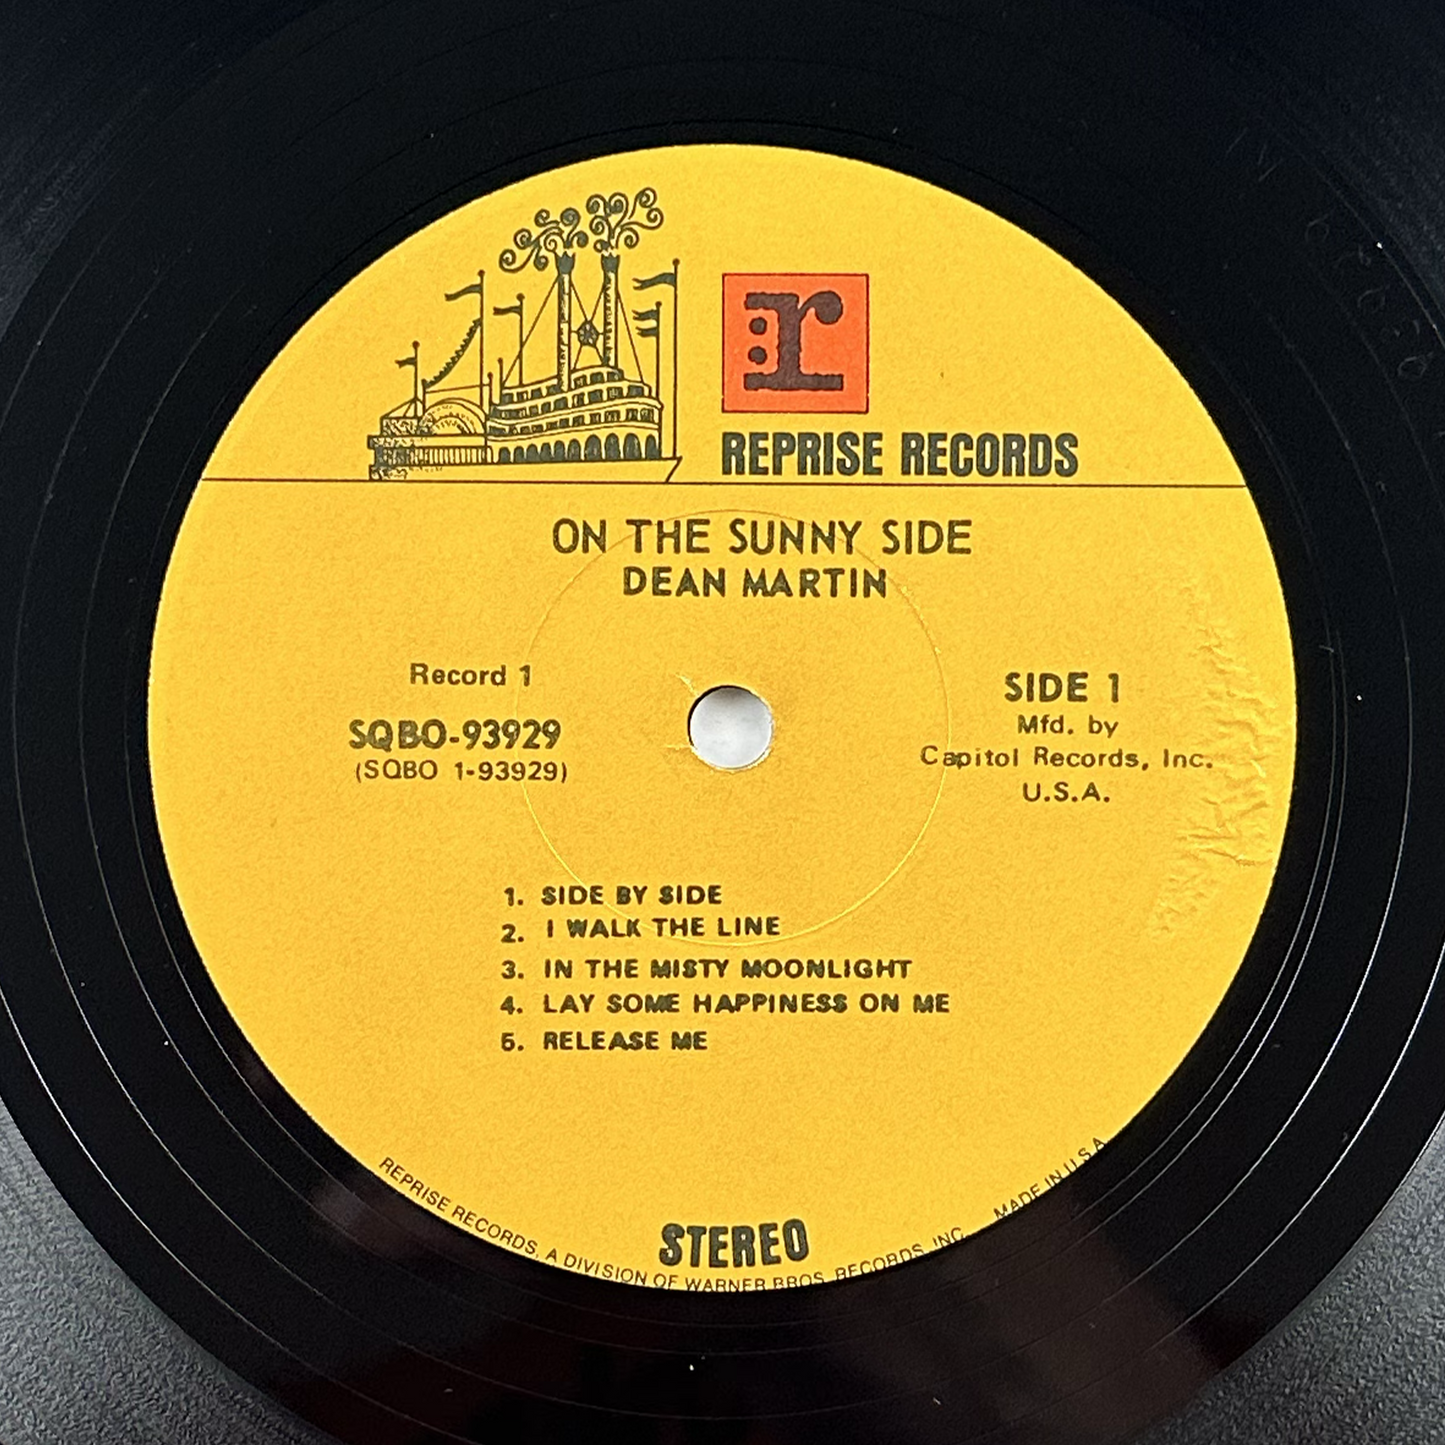 r:
REPRISE RECORDS
ON THE SUNNY SIDE
DEAN MARTIN
Record 1
SQBO-93929
(SQBO 1-93929)
SIDE 1
Mfd. by
Capitol Records, Inc.
U.S.A.
1. SIDE BY SIDE
2. I WALK THE LINE
3. IN THE MISTY MOONLIGHT
4. LAY SOME HAPPINESS ON ME
5. RELEASE ME
STEREO
REPRISE RECORDS, A DIVISION OF WARNER BROS. RECORDS, INC. MADE IN U.S.A.